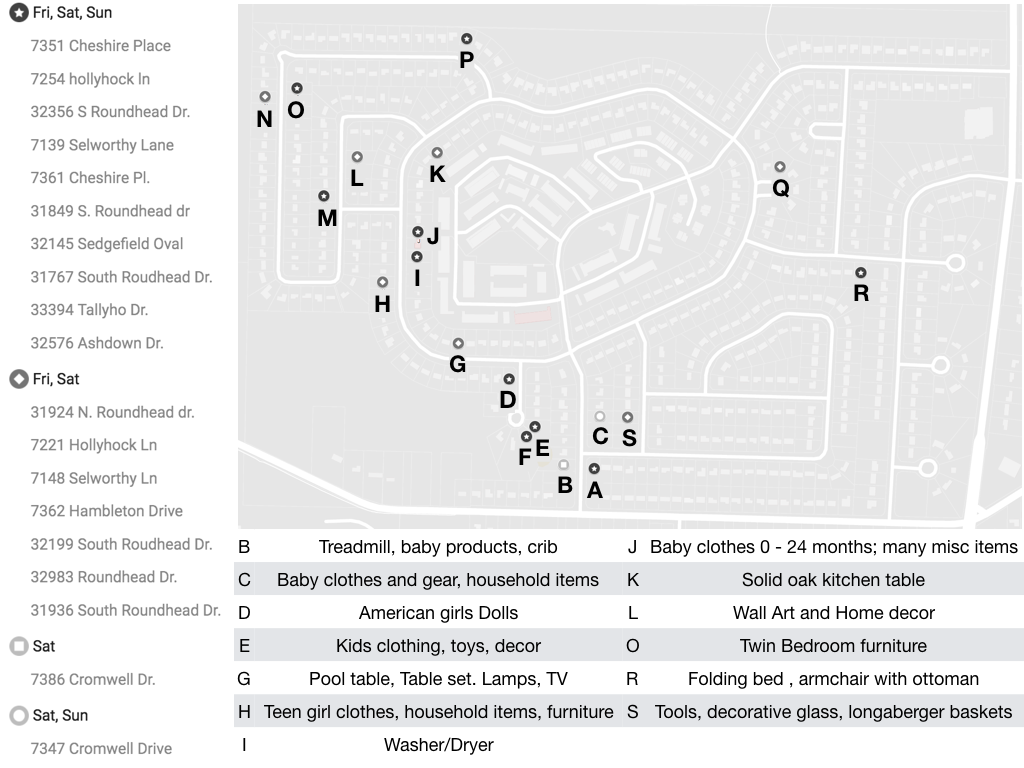 Fri, Sat, Sun
7351 Cheshire Place
7254 hollyhock ln
32356 S Roundhead Dr.
7139 Selworthy Lane
7361 Cheshire Pl.
31849 S. Roundhead dr
32145 Sedgefield Oval
31767 South Roudhead Dr.
33394 Tallyho Dr.
32576 Ashdown Dr.
Fri, Sat
31924 N. Roundhead dr.
7221 Hollyhock Ln
7148 Selworthy Ln
7362 Hambleton Drive
32199 South Roudhead Dr.
32983 Roundhead Dr.
31936 South Roundhead Dr.
Sat
7386 Cromwell Dr.
Sat, Sun
7347 Cromwell Drive
P
N
O
K
L
Q
M
J
I
R
H
G
D
C
S
E
F
B
A
B Treadmill, baby products, crib
C Baby clothes and gear, household items
D American girls Dolls
E Kids clothing, toys, decor
G Pool table, Table set. Lamps, TV
H Teen girl clothes, household items, furniture
I Washer/Dryer
J Baby clothes 0 - 24 months; many misc items
K Solid oak kitchen table
L Wall Art and Home decor
O Twin Bedroom furniture
R Folding bed , armchair with ottoman
S Tools, decorative glass, longaberger baskets